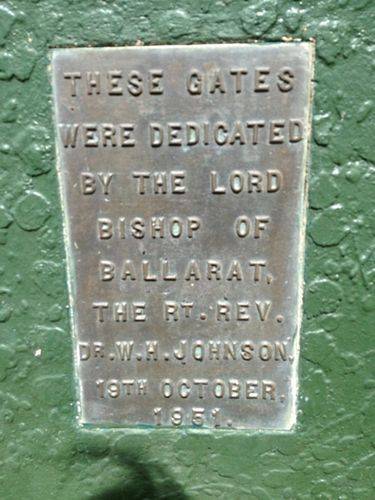 THESE GATES
WERE DEDICATED
BY THE LORD
BISHOP OF
BALLARAT,
THE RT. REV.
DR. W. H. JOHNSON.
19TH OCTOBER,
1951.